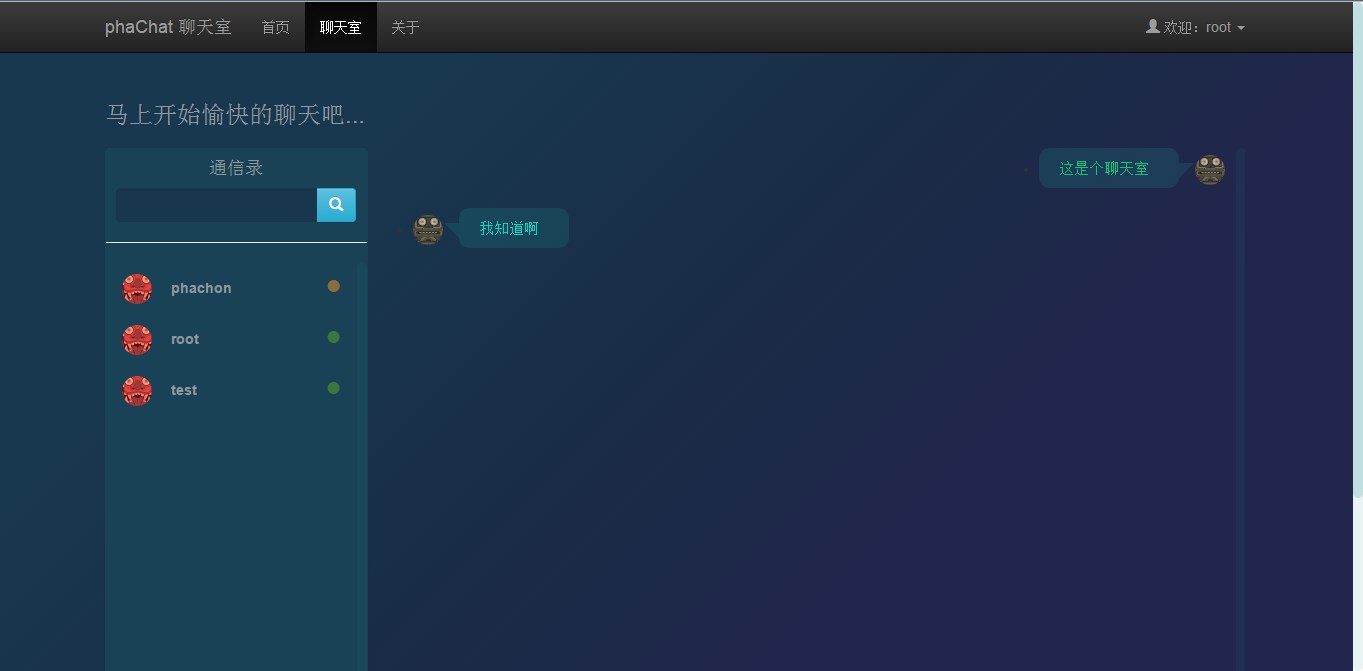 phaChat 聊天室 首页 聊天室 关于 欢迎：root
马上开始愉快的聊天吧...
通信录
这是个聊天室
我知道啊
phachon
root
test